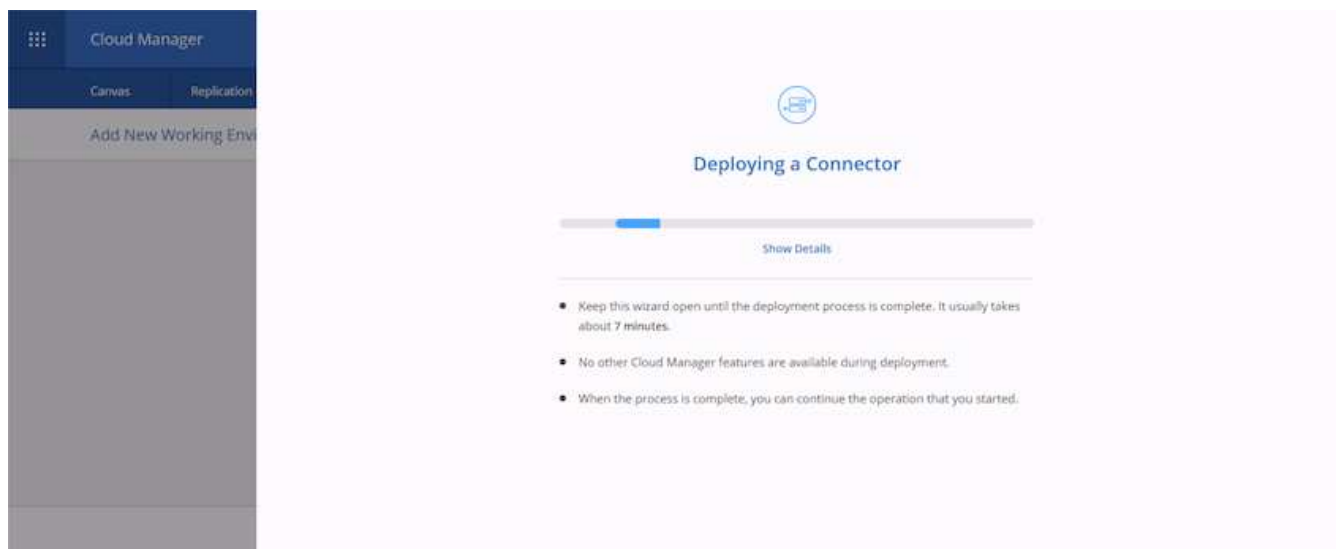 Cloud Manager
Canvas Replication
Add New Working Envi
Deploying a Connector
Show Details
Keep this wizard open until the deployment process is complete. It usually takes
about 7 minutes.
No other Cloud Manager features are available during deployment.
When the process is complete, you can continue the operation that you started.